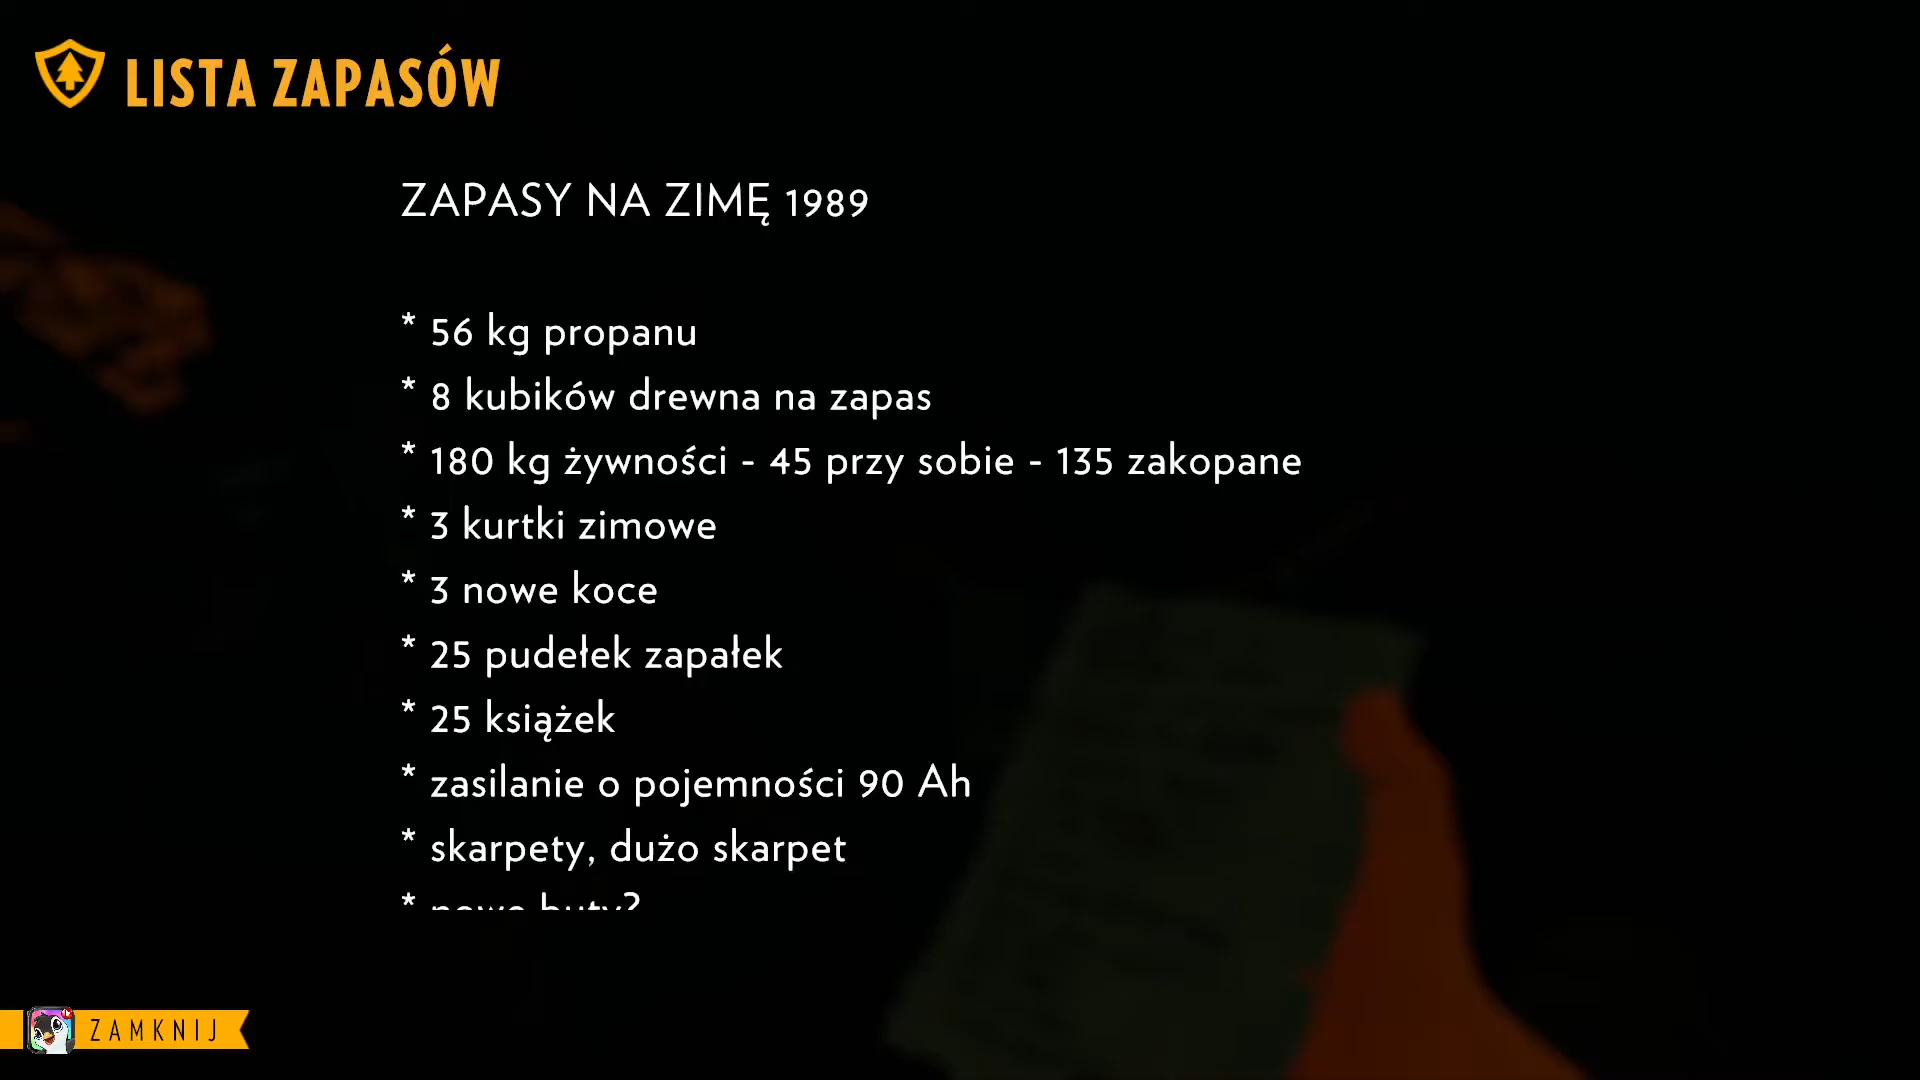 LISTA ZAPASÓW
ZAPASY NA ZIMĘ 1989
* 56 kg propanu
* 8 kubików drewna na zapas
* 180 kg żywności - 45 przy sobie - 135 zakopane
* 3 kurtki zimowe
* 3 nowe koce
* 25 pudełek zapałek
* 25 książek
* zasilanie o pojemności 90 Ah
* skarpety, dużo skarpet
* nowe buty?
ZAMKNIJ